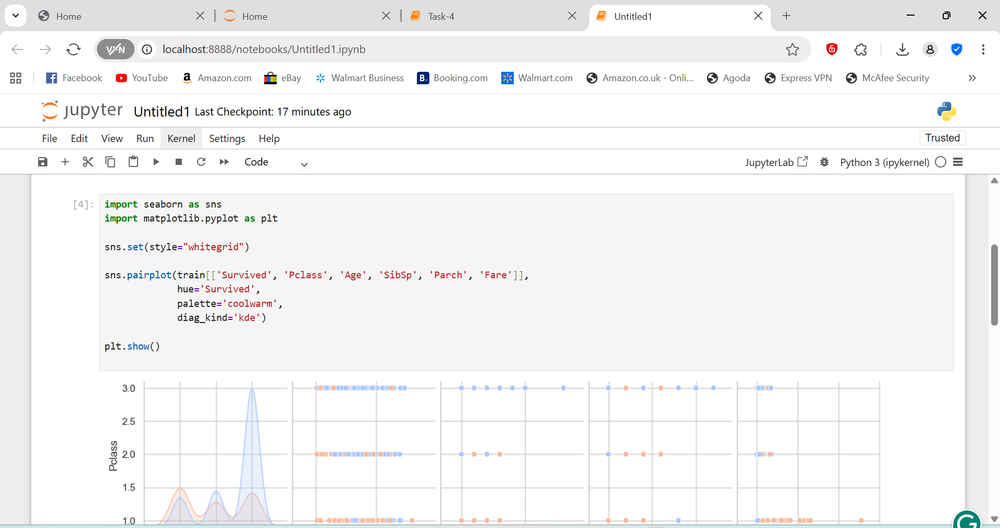 Home
Home
Task-4
Untitled1
VPN
localhost:8888/notebooks/Untitled1.ipynb
Facebook
YouTube
Amazon.com
eBay
Walmart Business
B. Booking.com
Walmart.com
Amazon.co.uk - Onli...
Agoda
Express VPN
McAfee Security
jupyter Untitled1 Last Checkpoint: 17 minutes ago
File Edit View Run Kernel Settings Help
Trusted
Code
JupyterLab
Python 3 (ipykernel)
[4]:
import seaborn as sns
import matplotlib.pyplot as plt
sns.set(style="whitegrid")
sns.pairplot(train[['Survived', 'Pclass', 'Age', 'SibSp', 'Parch', 'Fare']],
hue='Survived',
palette='coolwarm',
diag_kind='kde')
plt.show()
3.0
2.5
2.0
1.5
1.0
Pclass